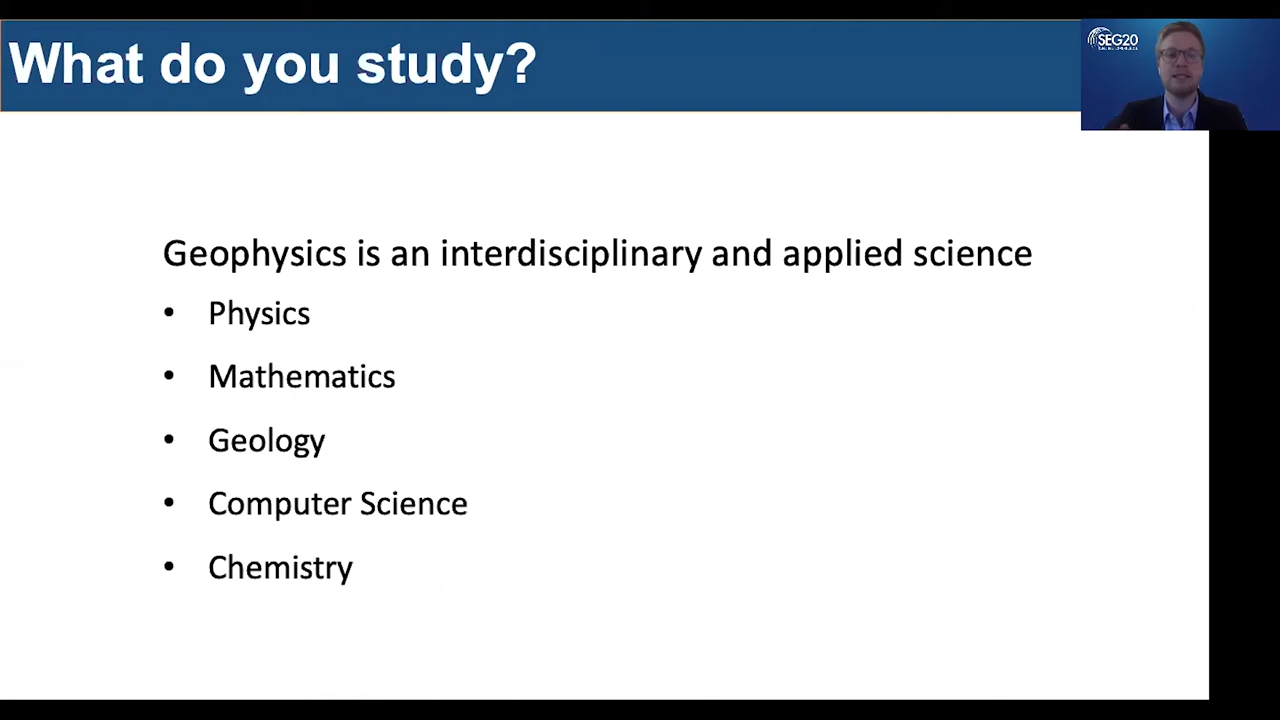 What do you study?
SEG20
Geophysics is an interdisciplinary and applied science
• Physics
• Mathematics
• Geology
• Computer Science
• Chemistry